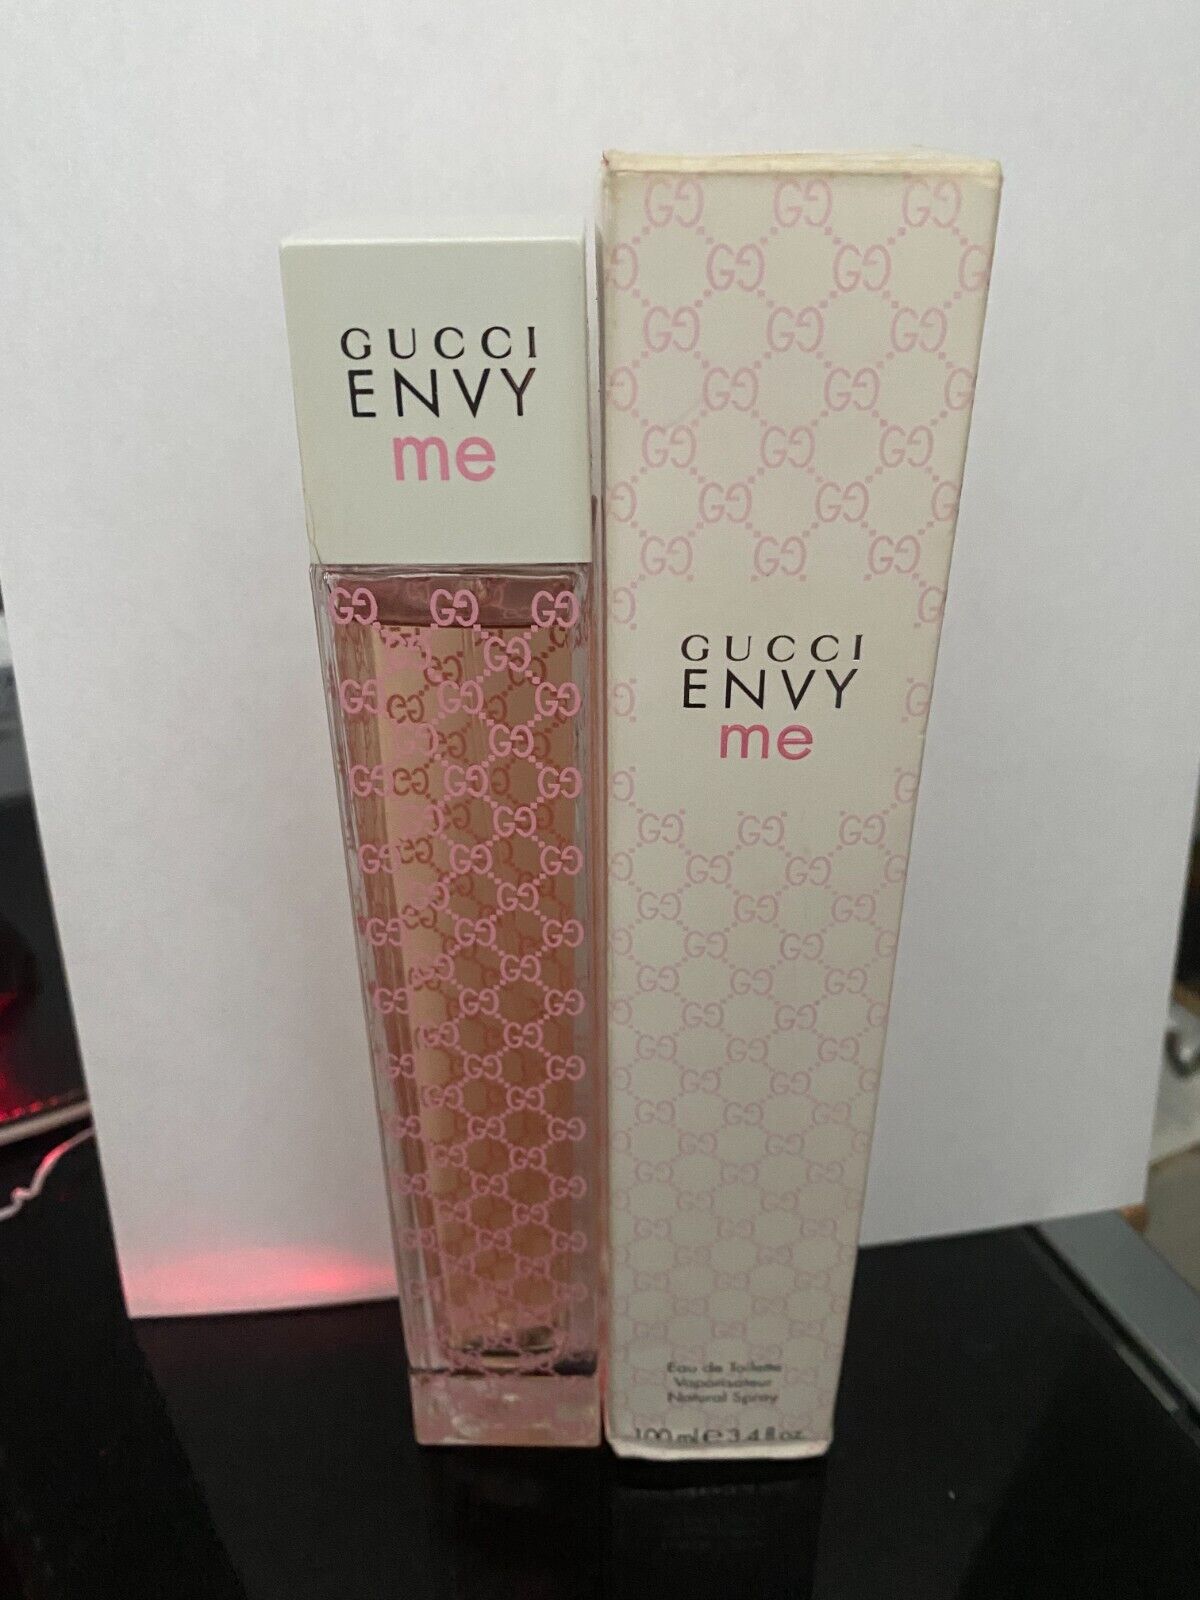 GUCCI
ENVY
me
GUCCI
ENVY
me
Eau de Toilette
Vaporisateur
Natural Spray
100 ml e 3.4 fl oz